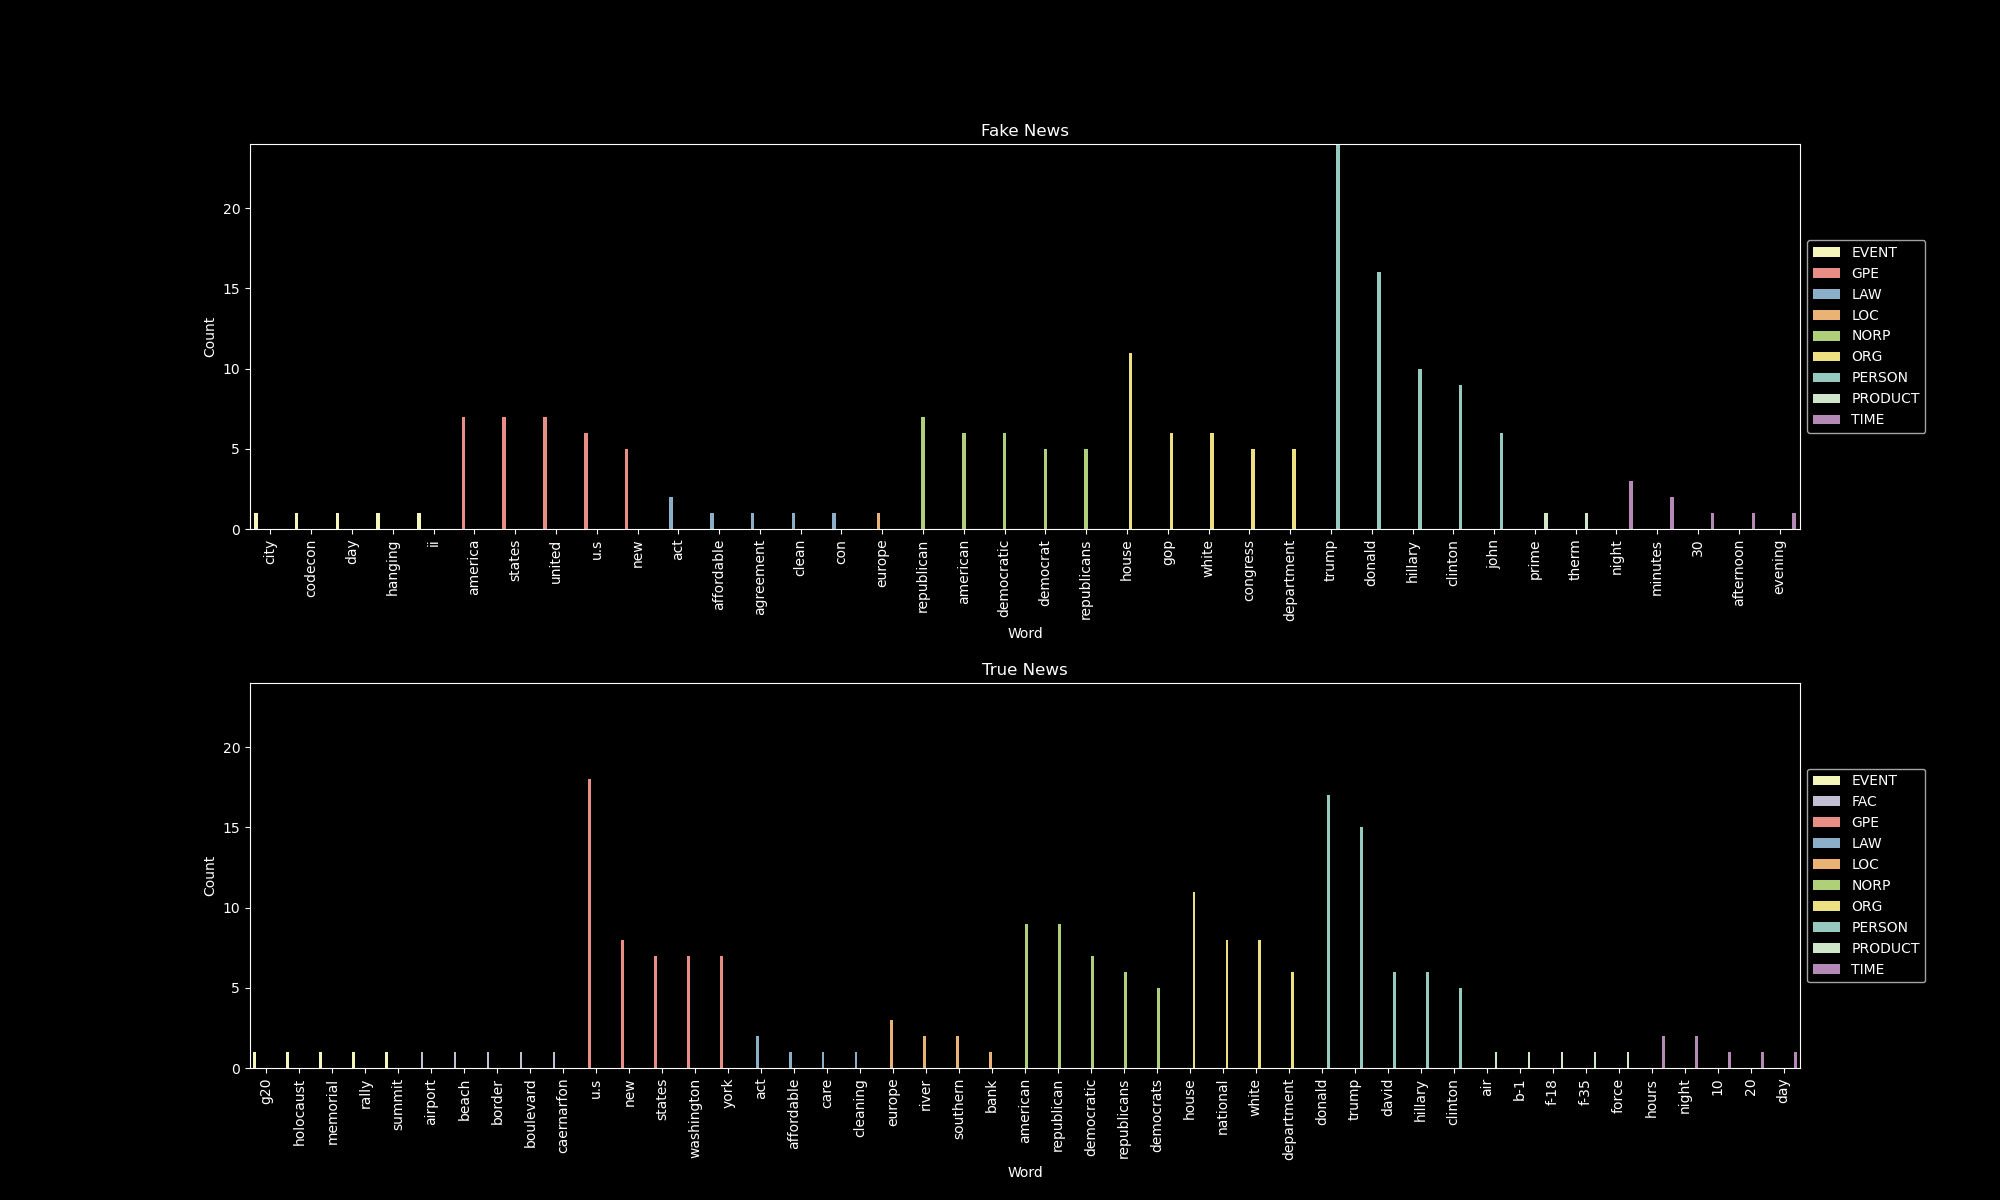 Fake News
20
15
10
5
0
Count
city
codecon
day
hanging
ii
america
states
united
u.s
new
act
affordable
agreement
clean
con
europe
republican
american
democratic
democrat
republicans
house
gop
white
congress
department
trump
donald
hillary
clinton
john
prime
therm
night
minutes
30
afternoon
evening
Word
EVENT
GPE
LAW
LOC
NORP
ORG
PERSON
PRODUCT
TIME
True News
20
15
10
5
0
Count
g20
holocaust
memorial
rally
summit
airport
beach
border
boulevard
caernarfon
u.s
new
states
washington
york
act
affordable
care
cleaning
europe
river
southern
bank
american
republican
democratic
republicans
democrats
house
national
white
department
donald
trump
david
hillary
clinton
air
b-1
f-18
f-35
force
hours
night
10
20
day
Word
EVENT
FAC
GPE
LAW
LOC
NORP
ORG
PERSON
PRODUCT
TIME